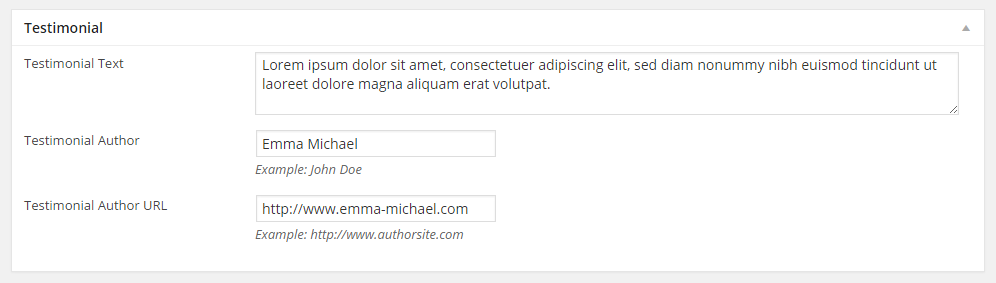 Testimonial
Testimonial Text
Lorem ipsum dolor sit amet, consectetuer adipiscing elit, sed diam nonummy nibh euismod tincidunt ut
laoreet dolore magna aliquam erat volutpat.
Testimonial Author
Emma Michael
Example: John Doe
Testimonial Author URL
http://www.emma-michael.com
Example: http://www.authorsite.com